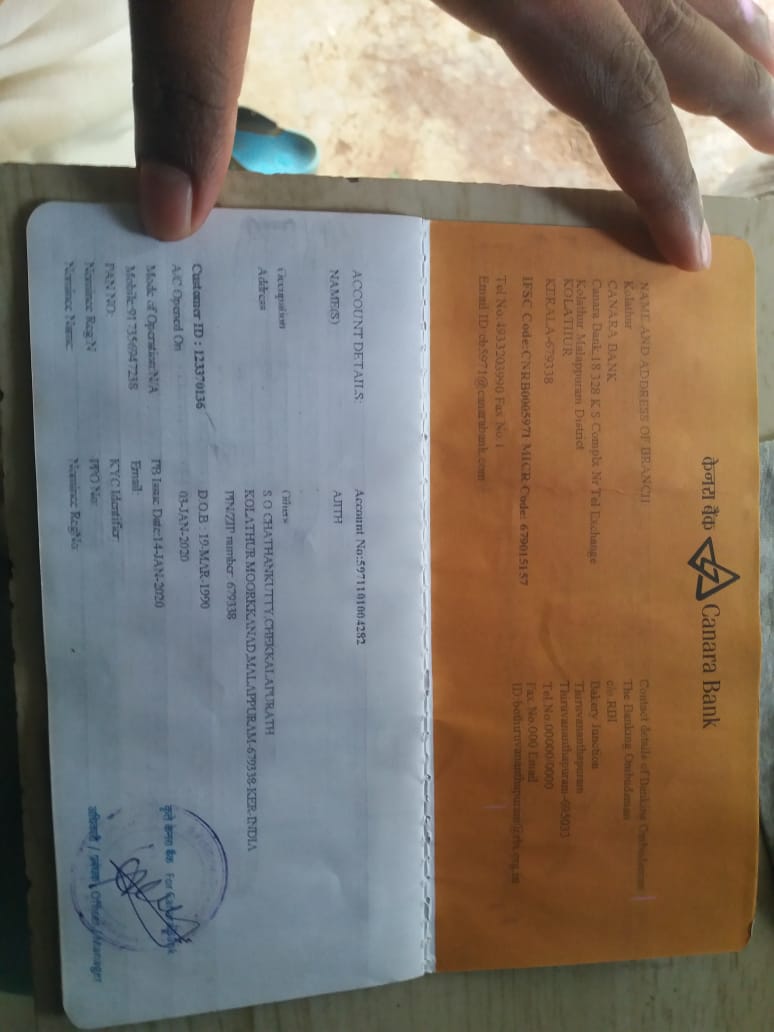 केनरा बैंक Canara Bank
NAME AND ADDRESS OF BRANCH
Kolathur
CANARA BANK
Canara Bank,18 328 K S Complx Nr Tel Exchange
Kolathur Malappuram District
KOLATHUR
KERALA-679338
IFSC Code:CNRB0005971 MICR Code: 679015157
Tel No:4933203990 Fax No:1
Email ID cb5971@canarabank.com
Contact details of Banking Ombudsman
The Banking Ombudsman
c/o RBI
Bakery Junction
Thiruvananthapuram
Thiruvananthapuram-695033
Tel.No.00000/0000
Fax No.000 Email
ID:bothiruvananthapuram@rbi.org.in
ACCOUNT DETAILS: Account No:5971101004282
NAME(S) AJITH
Occupation Others
Address S O CHATHANKUTTY,CHEKKALAPURATH
KOLATHUR,MOORKKANAD,MALAPPURAM-679338-KER-INDIA
PIN/ZIP number: 679338
Customer ID : 123370136 D.O.B : 19-MAR-1990
A/C Opened On 03-JAN-2020
Mode of Operation:N/A PB Issue Date:14-JAN-2020
Mobile:91 7356947238 Email:
PAN NO: KYC Identifier
Nominee Reg:N PPO No:
Nominee Name: Nominee RegNo:
कृते केनरा बैंक For Canara Bank
अधिकारी / प्रबंधक Officer / Manager